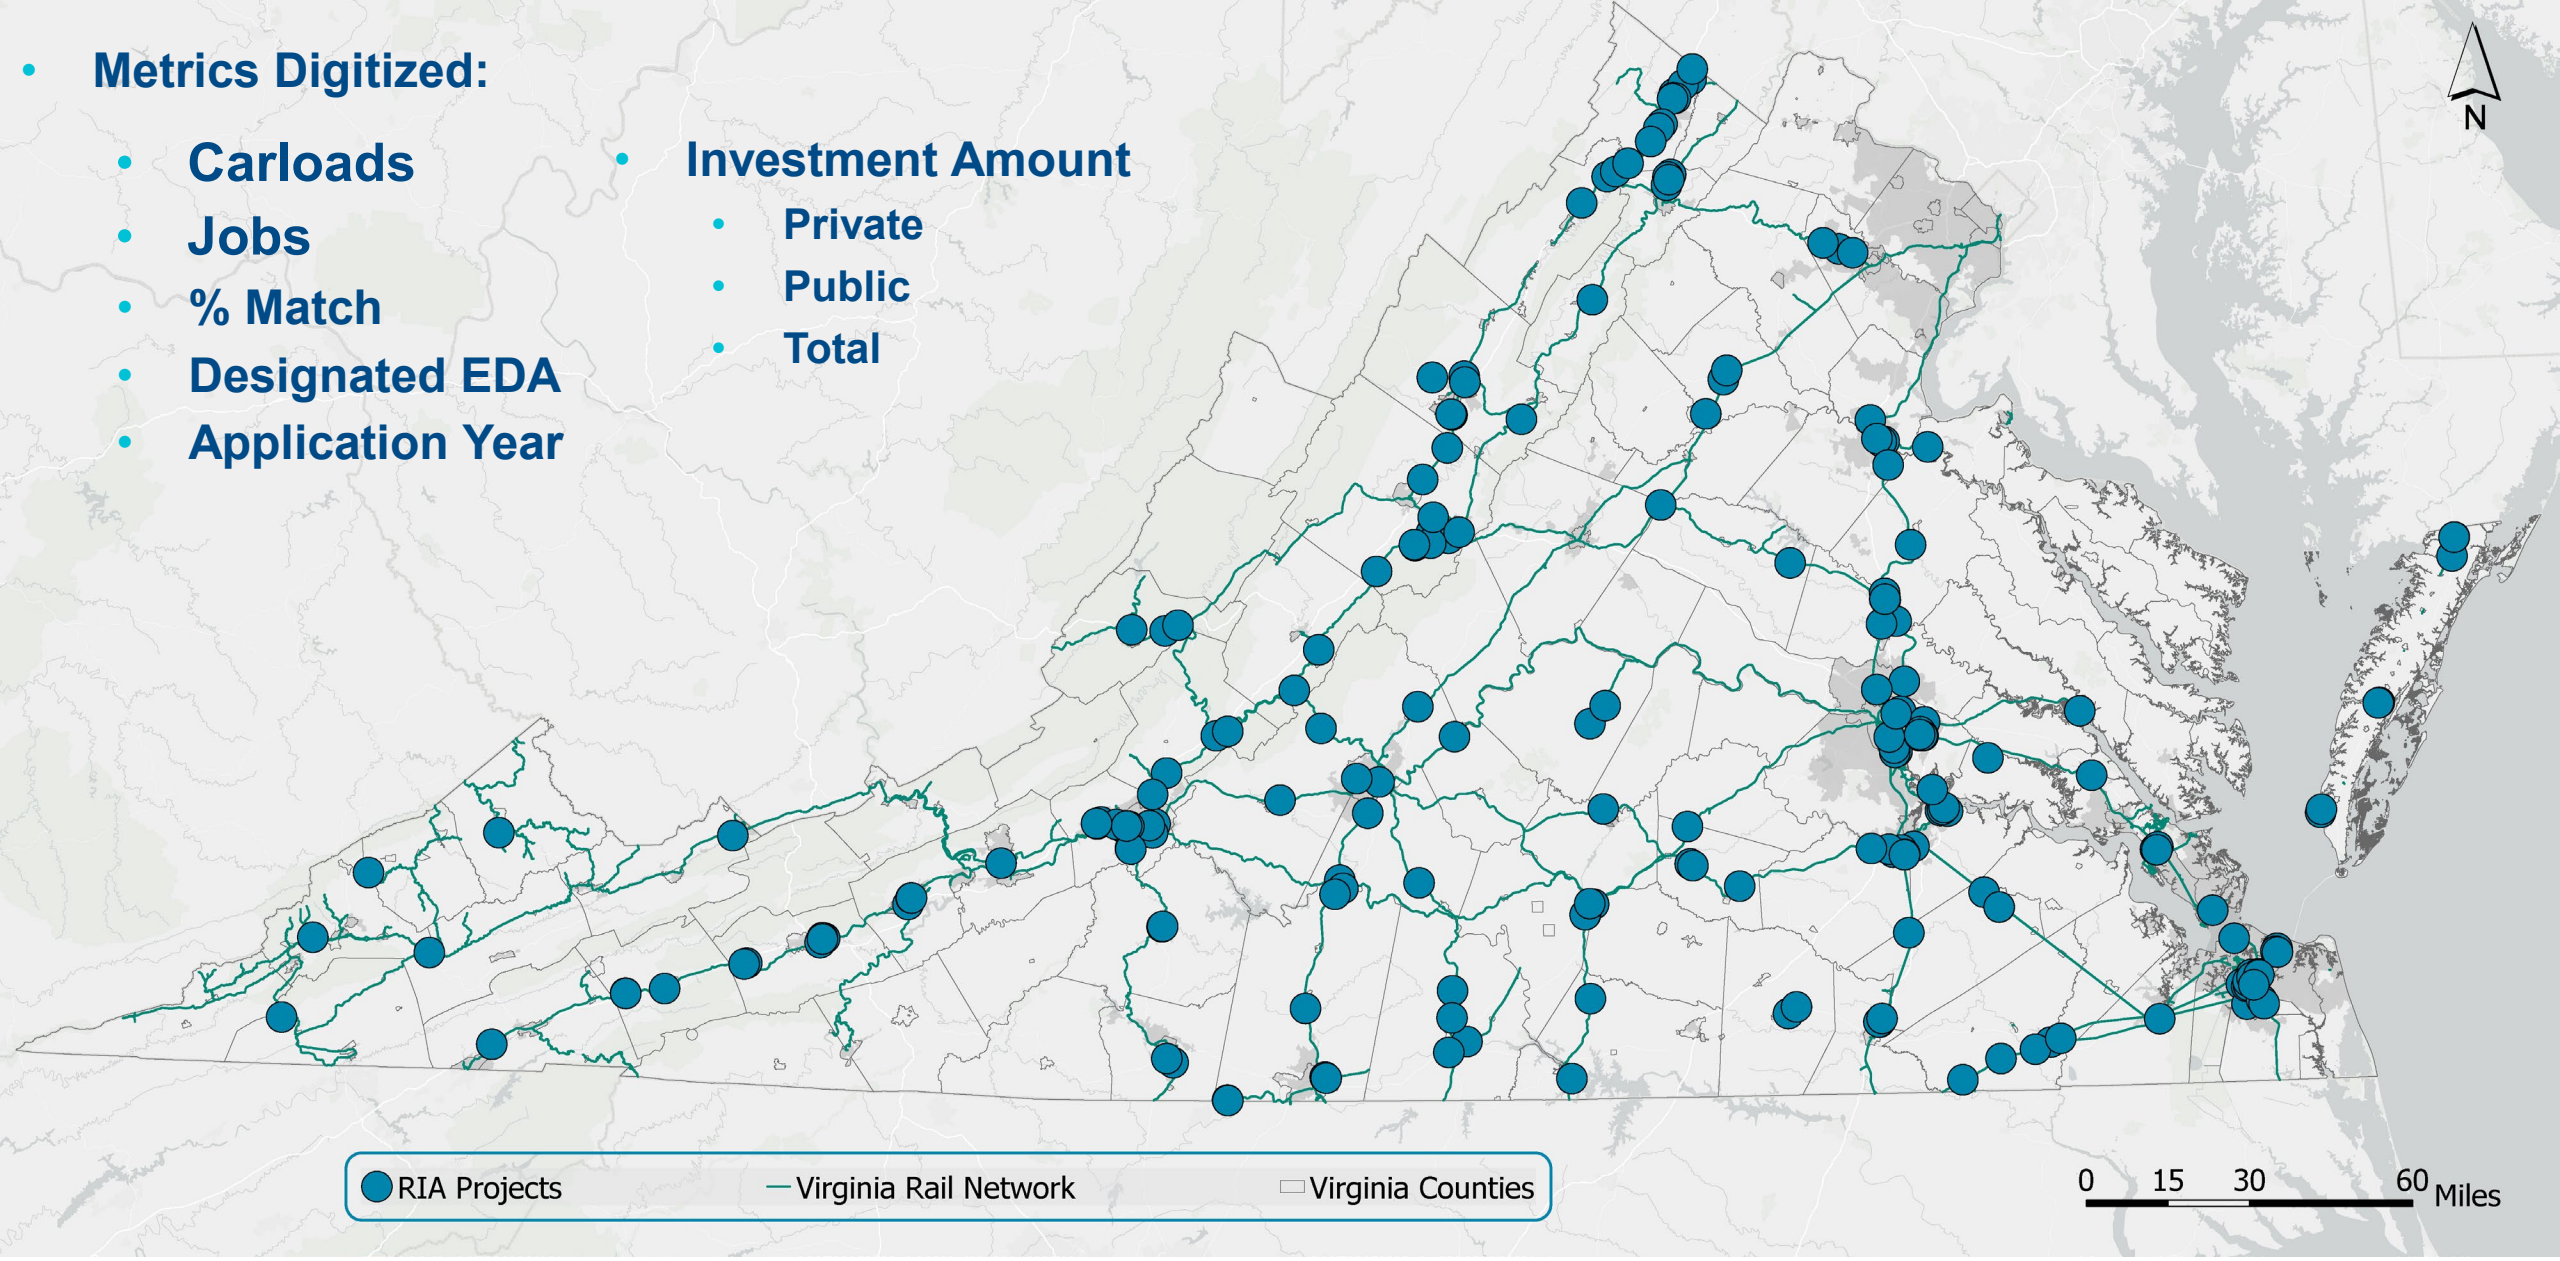 Metrics Digitized:
Carloads
Jobs
% Match
Designated EDA
Application Year
Investment Amount
Private
Public
Total
N
RIA Projects
Virginia Rail Network
Virginia Counties
0 15 30 60 Miles